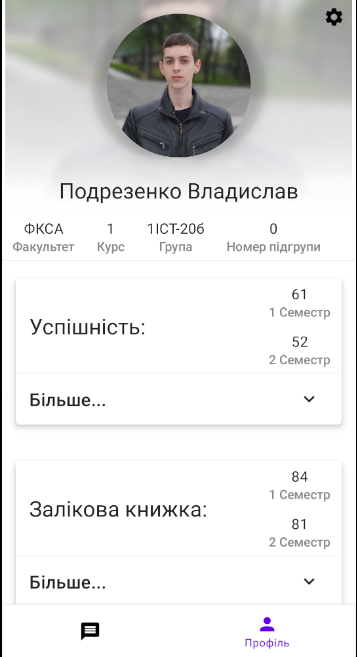 Подрезенко Владислав
ФКСА 1 1ІСТ-20б 0
Факультет Курс Група Номер підгрупи
61
1 Семестр
Успішність:
52
2 Семестр
Більше...
84
1 Семестр
Залікова книжка:
81
2 Семестр
Більше...
Профіль